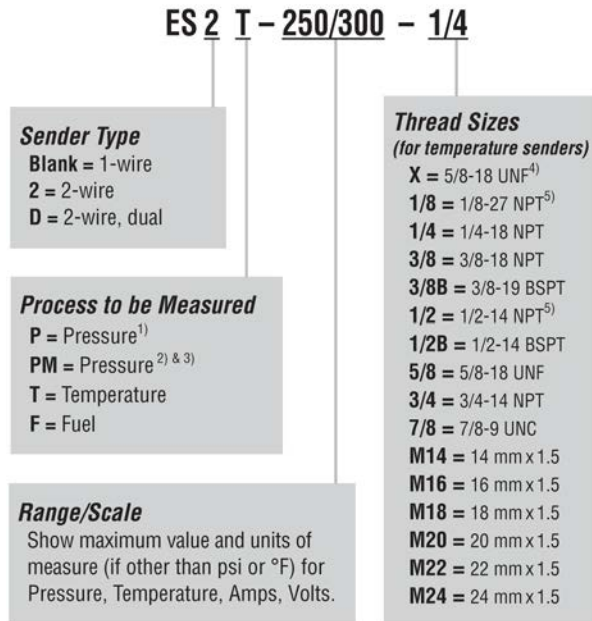 ES 2 T – 250/300 – 1/4
Sender Type
Blank = 1-wire
2 = 2-wire
D = 2-wire, dual
Process to be Measured
P = Pressure1)
PM = Pressure2) & 3)
T = Temperature
F = Fuel
Range/Scale
Show maximum value and units of
measure (if other than psi or °F) for
Pressure, Temperature, Amps, Volts.
Thread Sizes
(for temperature senders)
X = 5/8-18 UNF4)
1/8 = 1/8-27 NPT5)
1/4 = 1/4-18 NPT
3/8 = 3/8-18 NPT
3/8B = 3/8-19 BSPT
1/2 = 1/2-14 NPT5)
1/2B = 1/2-14 BSPT
5/8 = 5/8-18 UNF
3/4 = 3/4-14 NPT
7/8 = 7/8-9 UNC
M14 = 14 mm x 1.5
M16 = 16 mm x 1.5
M18 = 18 mm x 1.5
M20 = 20 mm x 1.5
M22 = 22 mm x 1.5
M24 = 24 mm x 1.5